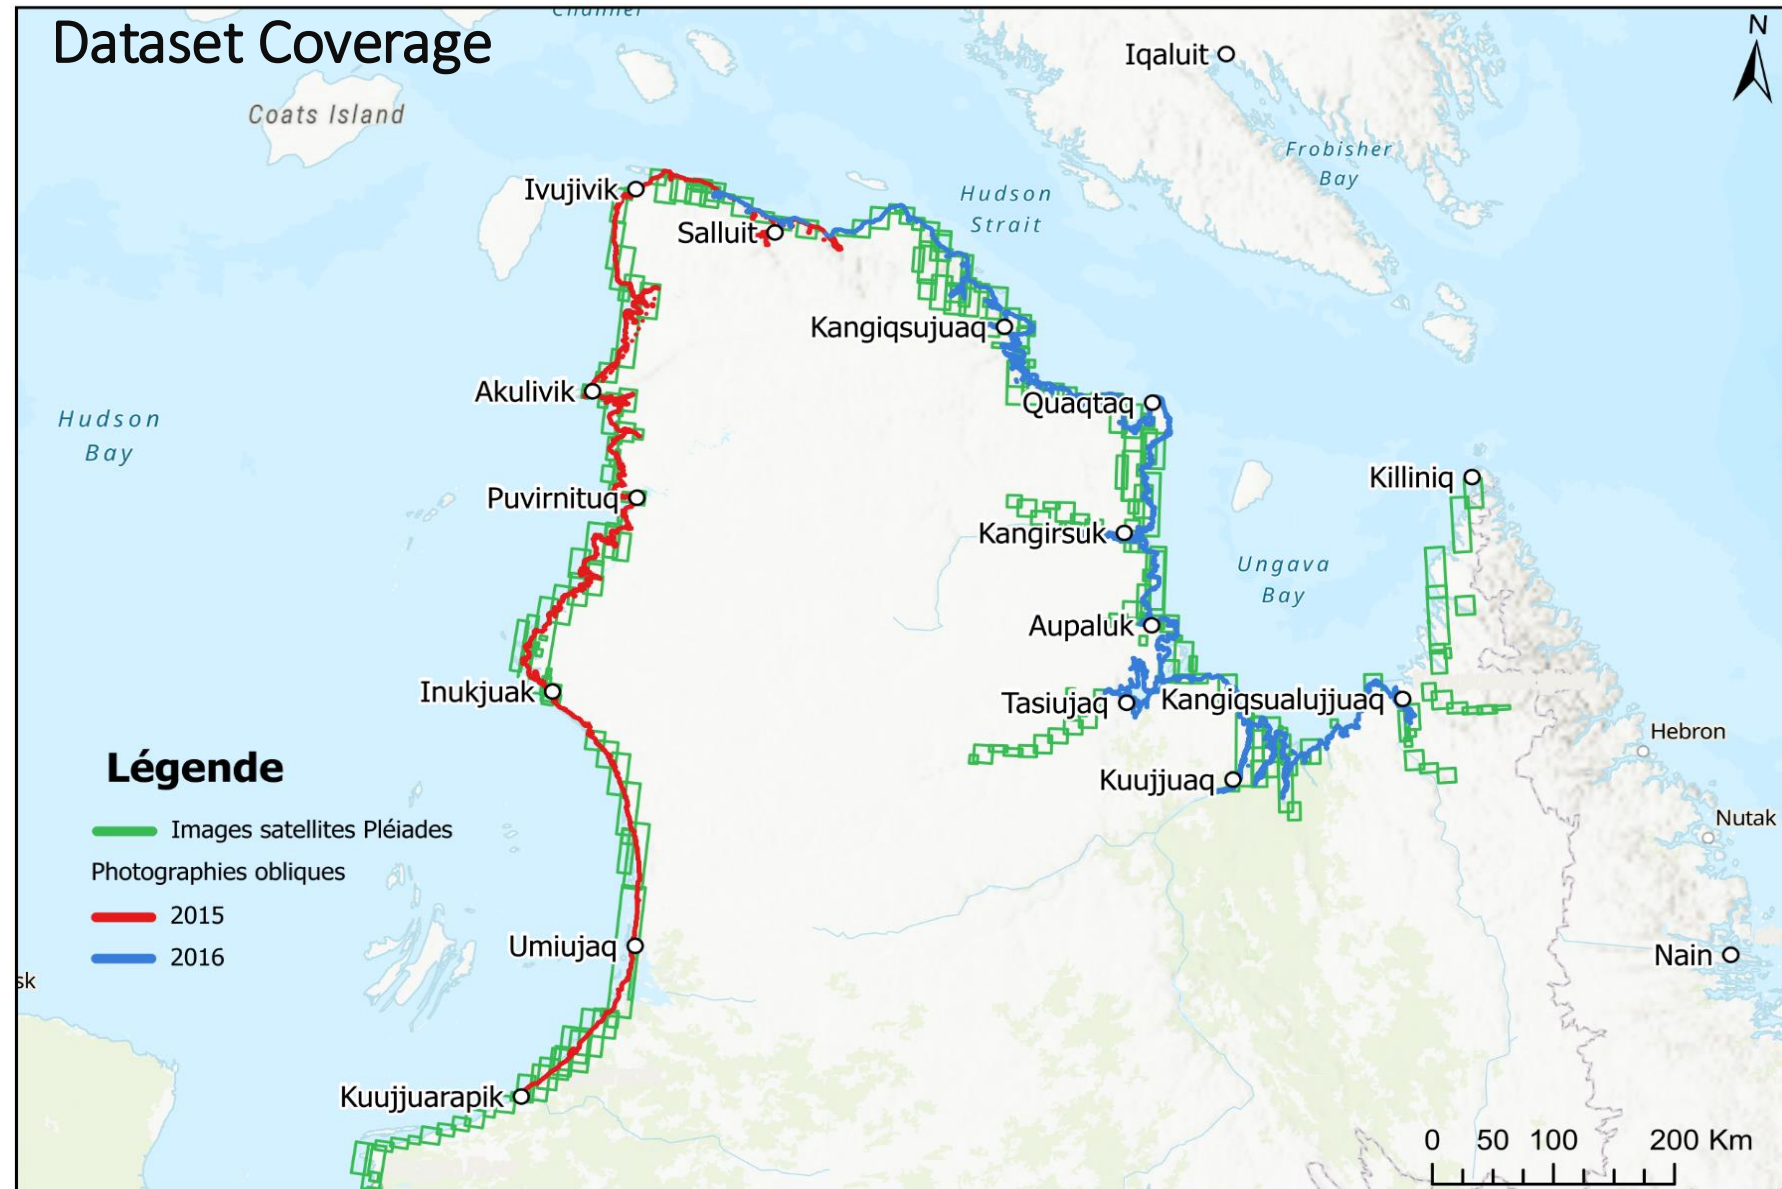 Channel
Dataset Coverage
N
Iqaluit
Coats Island
Frobisher
Bay
Ivujivik
Hudson
Strait
Salluit
Kangiqsujuaq
Akulivik
Quaqtaq
Hudson
Bay
Killiniq
Puvirnituq
Kangirsuk
Ungava
Bay
Aupaluk
Inukjuak
Tasiujaq
Kangiqsualujjuaq
Hebron
Légende
Kuujjuaq
Nutak
Images satellites Pléiades
Photographies obliques
2015
2016
Umiujaq
Nain
sk
Kuujjuarapik
0 50 100 200 Km